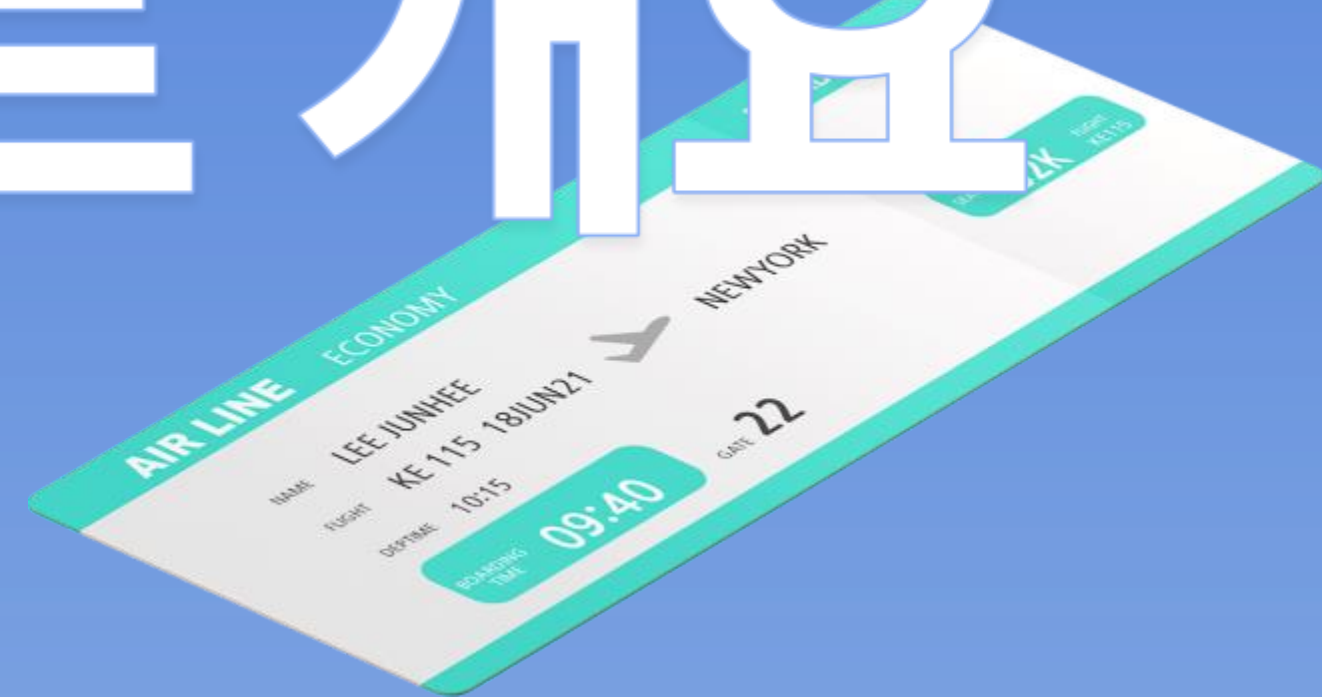 개요
AIR LINE ECONOMY
NAME LEE JUNHEE
FLIGHT KE 115 18JUN21
NEWYORK
DEPTIME 10:15
BOARDING
TIME
09:40
GATE 22
FLIGHT
KE115